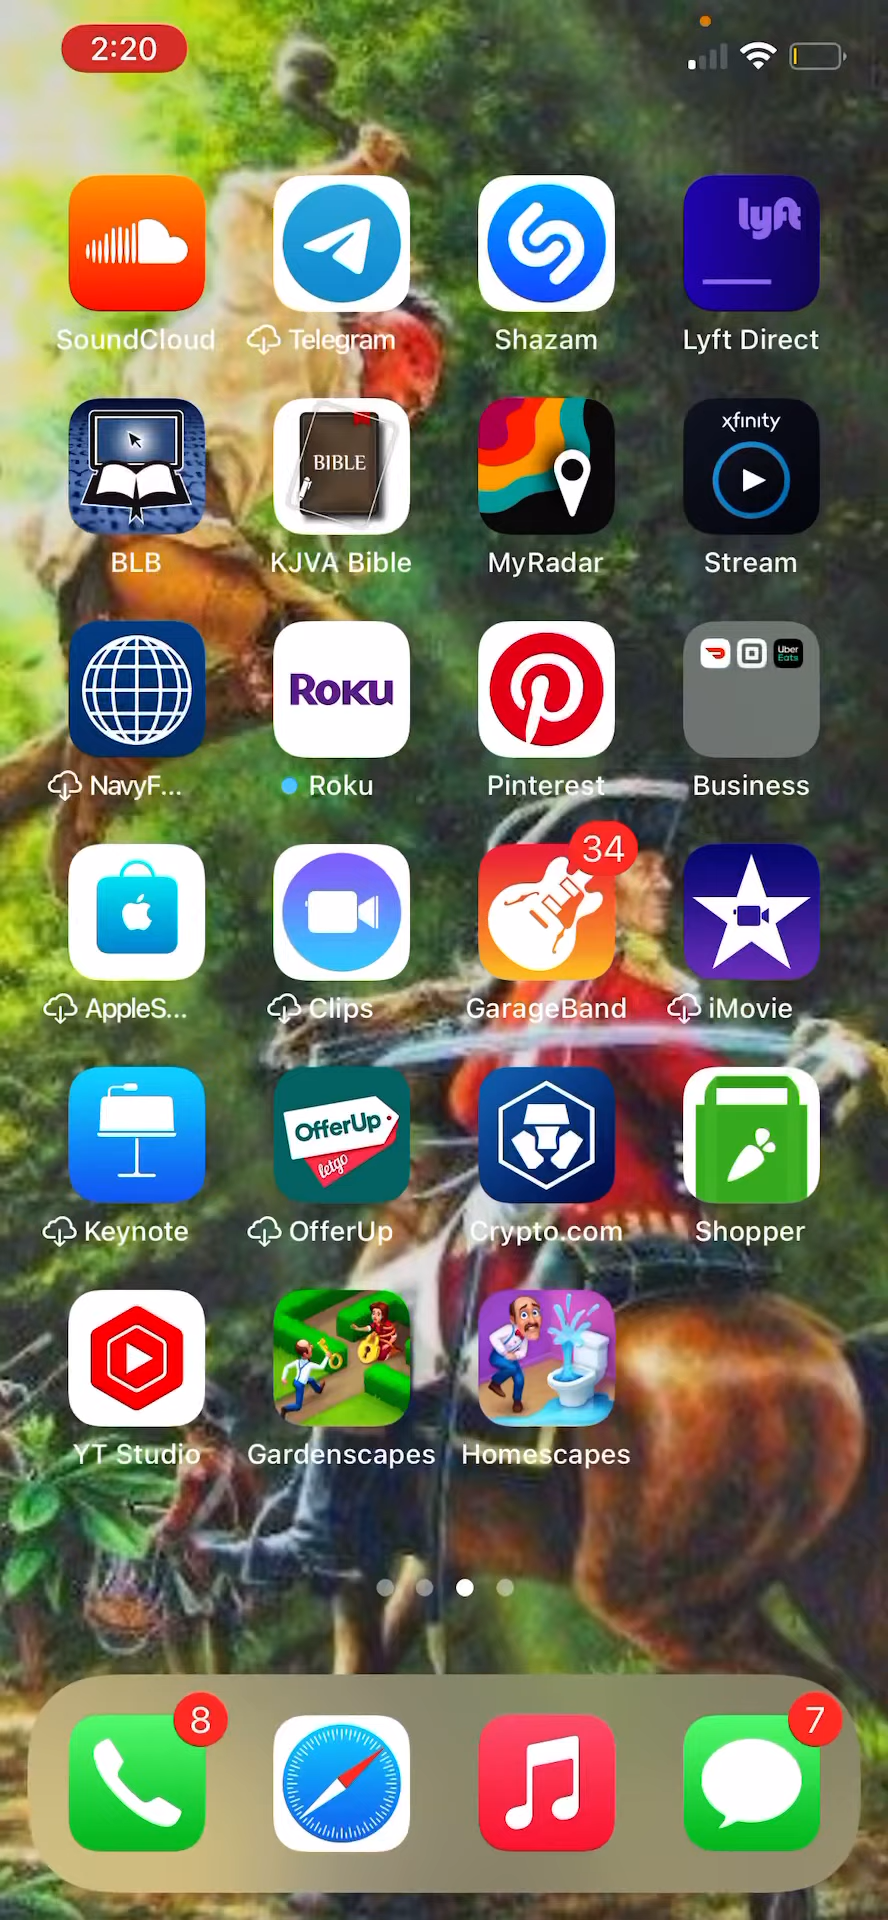 2:20
SoundCloud
Telegram
Shazam
lyft
Lyft Direct
BLB
BIBLE
KJVA Bible
MyRadar
xfinity
Stream
NavyF...
Roku
Roku
Pinterest
Uber
Eats
Business
AppleS...
Clips
34
GarageBand
iMovie
Keynote
OfferUp
letgo
OfferUp
Crypto.com
Shopper
YT Studio
Gardenscapes
Homescapes
8
7